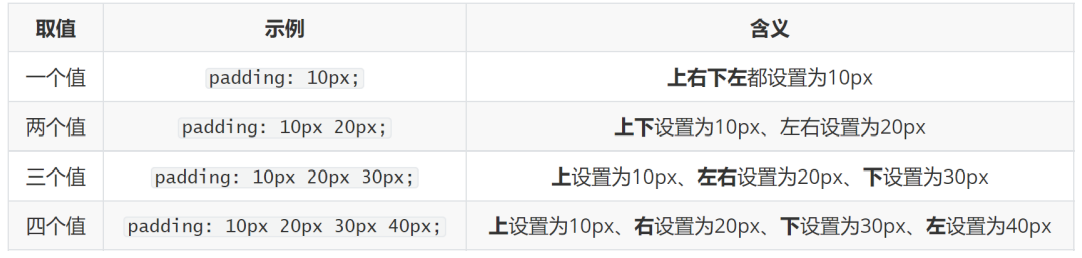 取值 示例 含义
一个值 padding: 10px; 上右下左都设置为10px
两个值 padding: 10px 20px; 上下设置为10px、左右设置为20px
三个值 padding: 10px 20px 30px; 上设置为10px、左右设置为20px、下设置为30px
四个值 padding: 10px 20px 30px 40px; 上设置为10px、右设置为20px、下设置为30px、左设置为40px